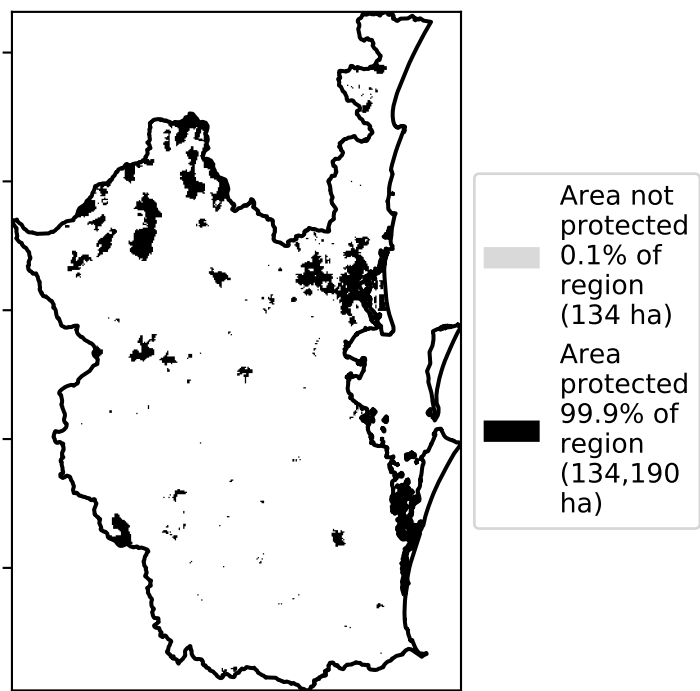 Area not
protected
0.1% of
region
(134 ha)
Area
protected
99.9% of
region
(134,190
ha)